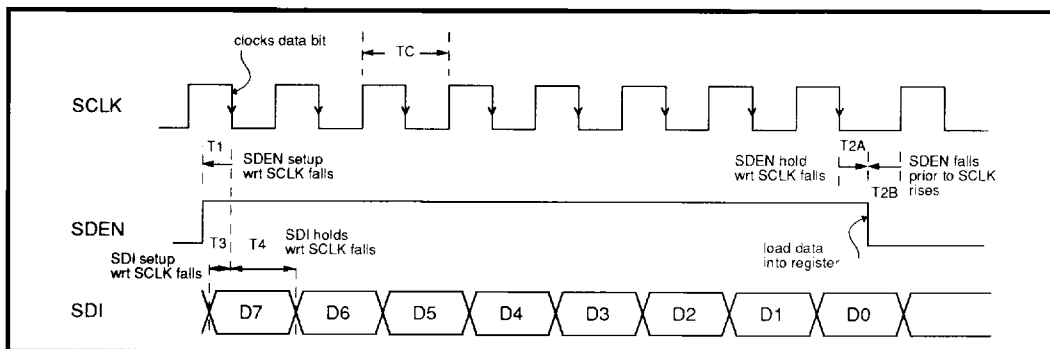 clocks data bit
TC
SCLK
T1
SDEN setup
wrt SCLK falls
SDEN hold
wrt SCLK falls
T2A
SDEN falls
prior to SCLK
rises
T2B
SDEN
T3
T4
SDI holds
wrt SCLK falls
SDI setup
wrt SCLK falls
load data
into register
SDI
D7
D6
D5
D4
D3
D2
D1
D0